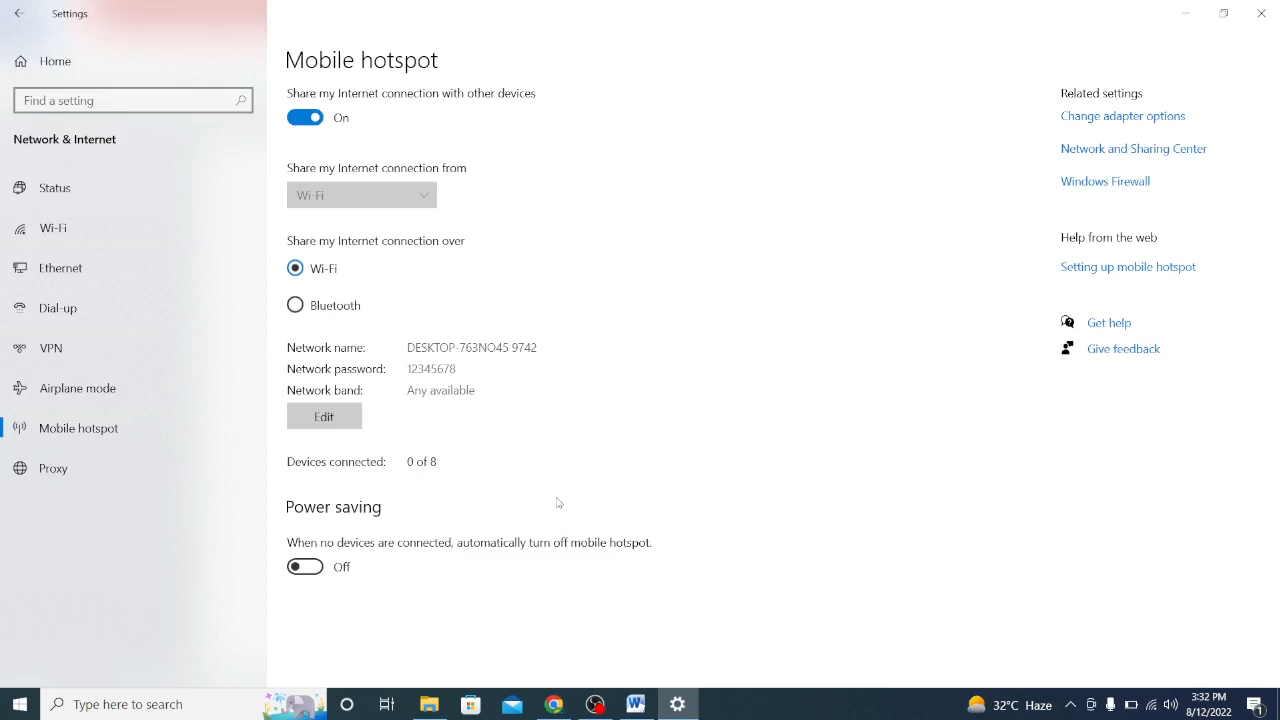 Settings
Home
Find a setting
Network & Internet
Status
Wi-Fi
Ethernet
Dial-up
VPN
Airplane mode
Mobile hotspot
Proxy
Mobile hotspot
Share my Internet connection with other devices
On
Share my Internet connection from
Wi-Fi
Share my Internet connection over
Wi-Fi
Bluetooth
Network name: DESKTOP-763NO45 9742
Network password: 12345678
Network band: Any available
Edit
Devices connected: 0 of 8
Power saving
When no devices are connected, automatically turn off mobile hotspot.
Off
Related settings
Change adapter options
Network and Sharing Center
Windows Firewall
Help from the web
Setting up mobile hotspot
Get help
Give feedback
Type here to search
32°C Haze
3:32 PM
8/12/2022
1